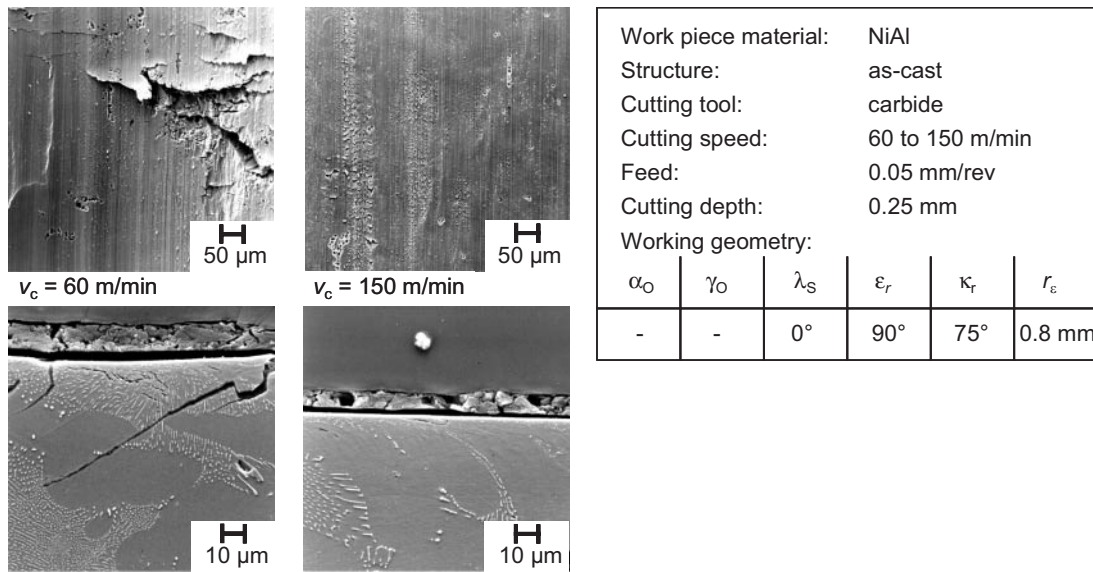 50 µm
50 µm
v_c = 60 m/min
v_c = 150 m/min
10 µm
10 µm
Work piece material: NiAl
Structure: as-cast
Cutting tool: carbide
Cutting speed: 60 to 150 m/min
Feed: 0.05 mm/rev
Cutting depth: 0.25 mm
Working geometry:
α_O γ_O λ_S ε_r κ_r r_ε
- - 0° 90° 75° 0.8 mm